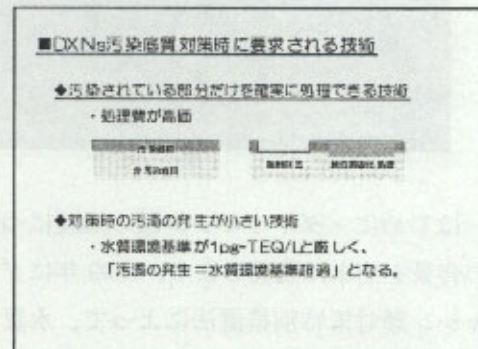 ■DXNs汚染底質対策時に要求される技術
◆汚染されている部分だけを確実に処理できる技術
・処理費が高価
◆対策時の汚濁の発生が小さい技術
・水質環境基準が1pg-TEQ/Lと厳しく、
「汚濁の発生=水質環境基準超過」となる。